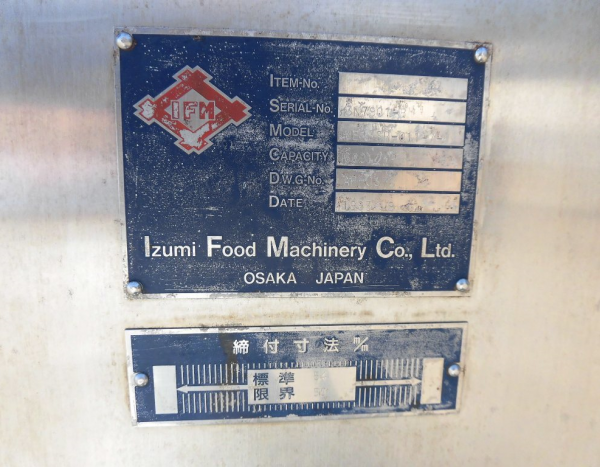 IFM
ITEM-No.
SERIAL-No.
MODEL
CAPACITY
D.W.G-No.
DATE
IZUMI FOOD MACHINERY CO., LTD.
OSAKA JAPAN
締付寸法 m/m
標準
限界